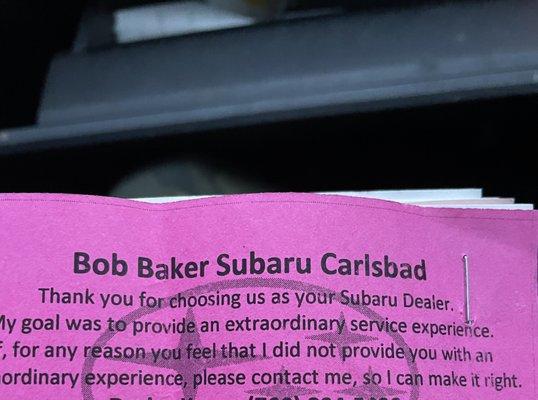 Bob Baker Subaru Carlsbad
Thank you for choosing us as your Subaru Dealer.
My goal was to provide an extraordinary service experience.
f, for any reason you feel that I did not provide you with an
ordinary experience, please contact me, so I can make it right.